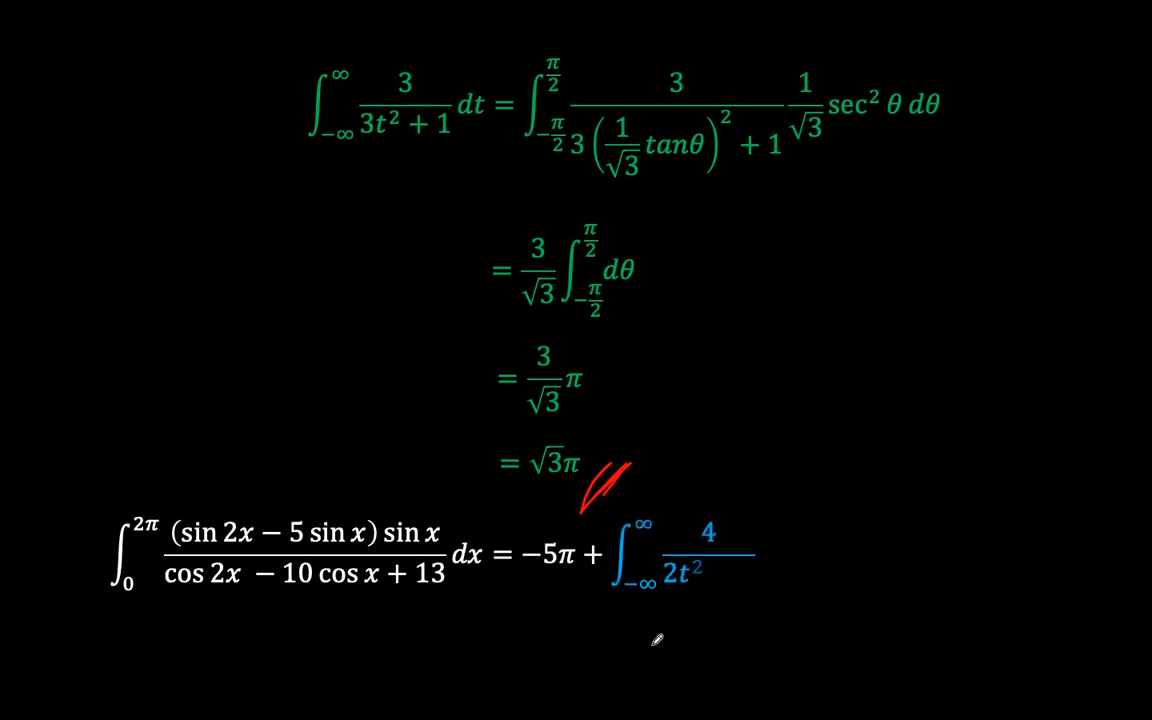 ∫_{-∞}^{∞} 3/(3t² + 1) dt = ∫_{-π/2}^{π/2} 3/(3(1/√3 tanθ)² + 1) 1/√3 sec² θ dθ
= 3/√3 ∫_{-π/2}^{π/2} dθ
= 3/√3 π
= √3π
∫_0^{2π} (sin 2x − 5 sin x) sin x/(cos 2x − 10 cos x + 13) dx = −5π + ∫_{-∞}^{∞} 4/(2t²